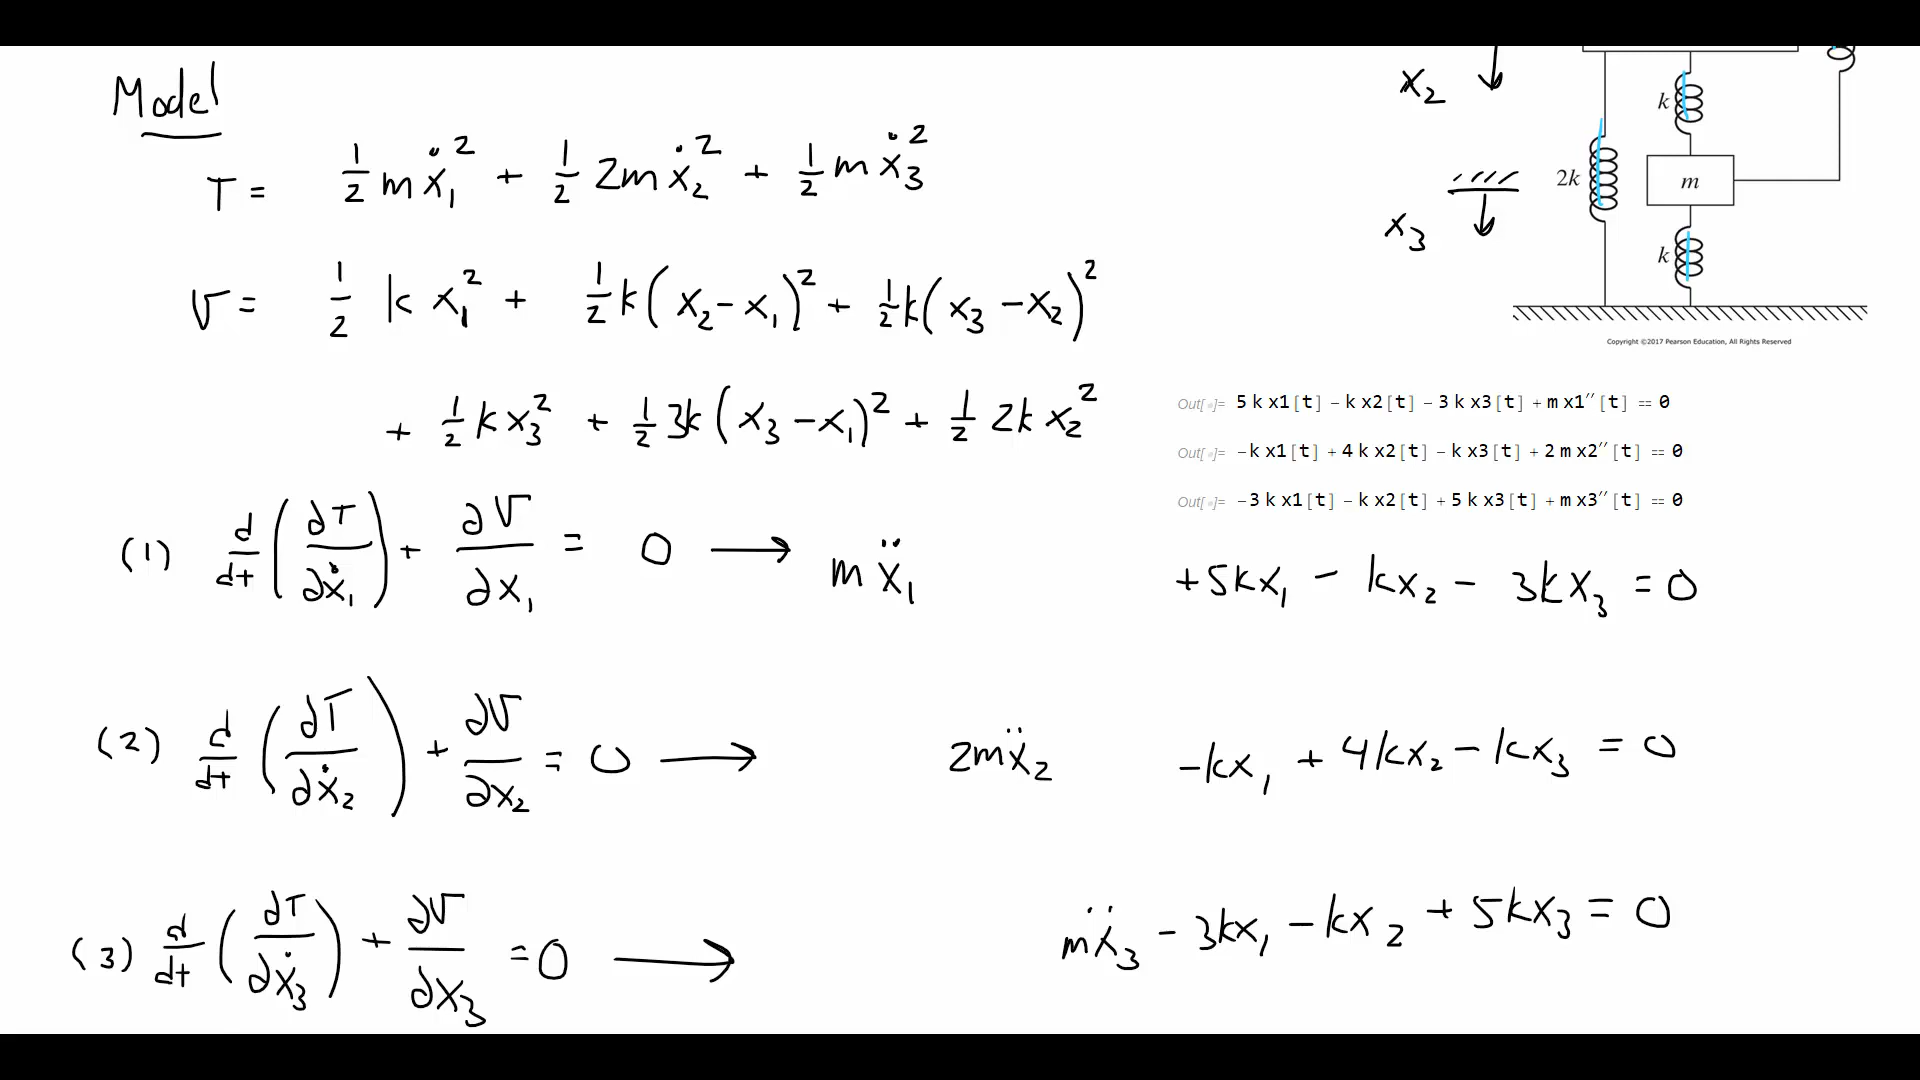 Model
T = 1/2 m ẋ₁² + 1/2 2m ẋ₂² + 1/2 m ẋ₃²
V = 1/2 k x₁² + 1/2 k (x₂ - x₁)² + 1/2 k (x₃ - x₂)²
+ 1/2 k x₃² + 1/2 3k (x₃ - x₁)² + 1/2 2k x₂²
x₂
k
2k
m
x₃
k
Copyright ©2017 Pearson Education, All Rights Reserved
Out[ ]= 5 k x1[t] - k x2[t] - 3 k x3[t] + m x1′′[t] == 0
Out[ ]= -k x1[t] + 4 k x2[t] - k x3[t] + 2 m x2′′[t] == 0
Out[ ]= -3 k x1[t] - k x2[t] + 5 k x3[t] + m x3′′[t] == 0
(1) d/dt (∂T/∂ẋ₁) + ∂V/∂x₁ = 0 → m ẍ₁ + 5kx₁ - kx₂ - 3kx₃ = 0
(2) d/dt (∂T/∂ẋ₂) + ∂V/∂x₂ = 0 → 2mẍ₂ -kx₁ + 4kx₂ - kx₃ = 0
(3) d/dt (∂T/∂ẋ₃) + ∂V/∂x₃ = 0 → mẍ₃ - 3kx₁ - kx₂ + 5kx₃ = 0